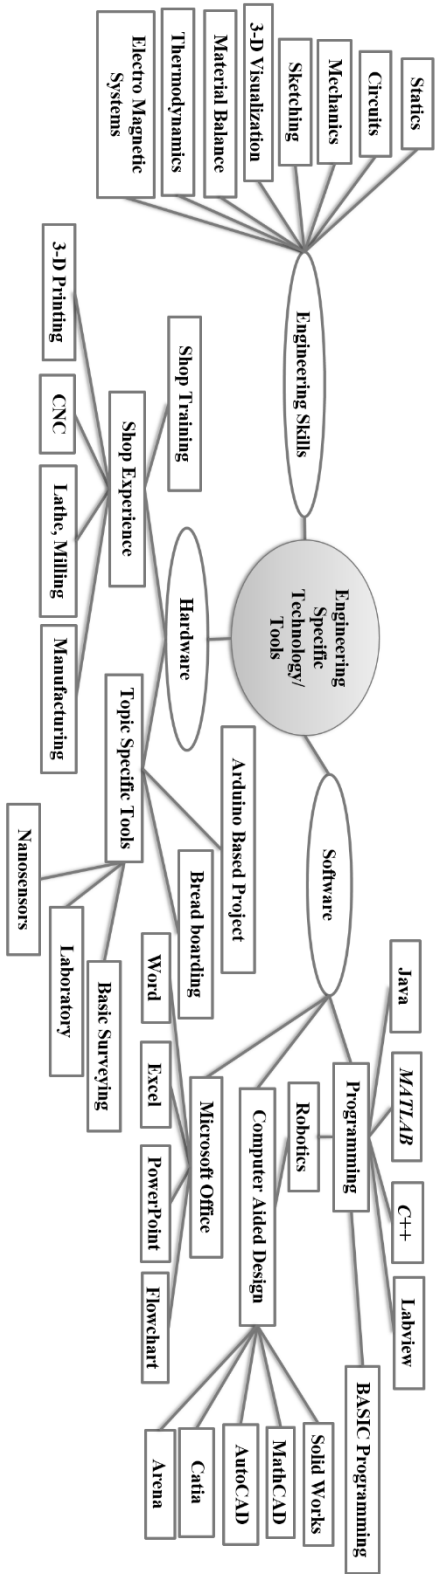 Engineering
Specific
Technology/
Tools
Engineering Skills
Statics
Circuits
Mechanics
Sketching
3-D Visualization
Material Balance
Thermodynamics
Electro Magnetic
Systems
Hardware
Shop Training
Shop Experience
3-D Printing
CNC
Lathe, Milling
Manufacturing
Topic Specific Tools
Arduino Based Project
Bread boarding
Basic Surveying
Laboratory
Nanosensors
Software
Programming
Java
MATLAB
C++
Labview
BASIC Programming
Robotics
Computer Aided Design
Solid Works
MathCAD
AutoCAD
Catia
Arena
Microsoft Office
Word
Excel
PowerPoint
Flowchart